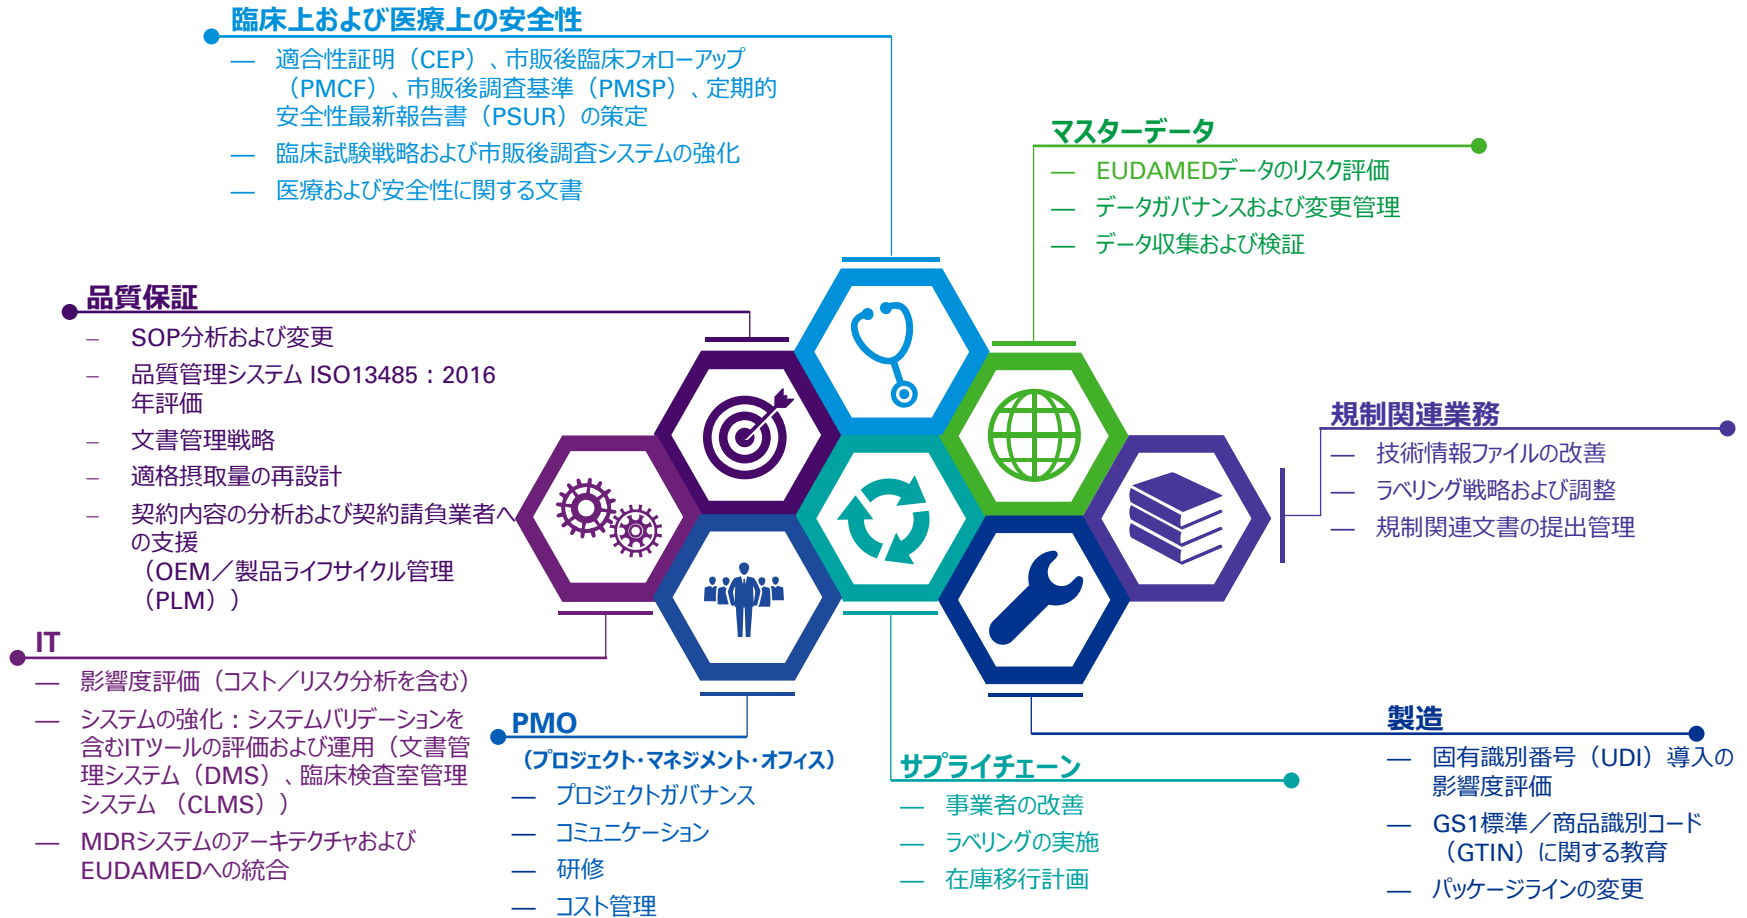 臨床上および医療上の安全性
— 適合性証明（CEP）、市販後臨床フォローアップ
（PMCF）、市販後調査基準（PMSP）、定期的
安全性最新報告書（PSUR）の策定
— 臨床試験戦略および市販後調査システムの強化
— 医療および安全性に関する文書
マスターデータ
— EUDAMEDデータのリスク評価
— データガバナンスおよび変更管理
— データ収集および検証
品質保証
– SOP分析および変更
– 品質管理システム ISO13485：2016
年評価
– 文書管理戦略
– 適格摂取量の再設計
– 契約内容の分析および契約請負業者へ
の支援
（OEM／製品ライフサイクル管理
（PLM））
規制関連業務
— 技術情報ファイルの改善
— ラベリング戦略および調整
— 規制関連文書の提出管理
IT
— 影響度評価（コスト／リスク分析を含む）
— システムの強化：システムバリデーションを
含むITツールの評価および運用（文書管
理システム（DMS）、臨床検査室管理
システム （CLMS））
— MDRシステムのアーキテクチャおよび
EUDAMEDへの統合
PMO
（プロジェクト・マネジメント・オフィス）
— プロジェクトガバナンス
— コミュニケーション
— 研修
— コスト管理
サプライチェーン
— 事業者の改善
— ラベリングの実施
— 在庫移行計画
製造
— 固有識別番号（UDI）導入の
影響度評価
— GS1標準／商品識別コード
（GTIN）に関する教育
— パッケージラインの変更